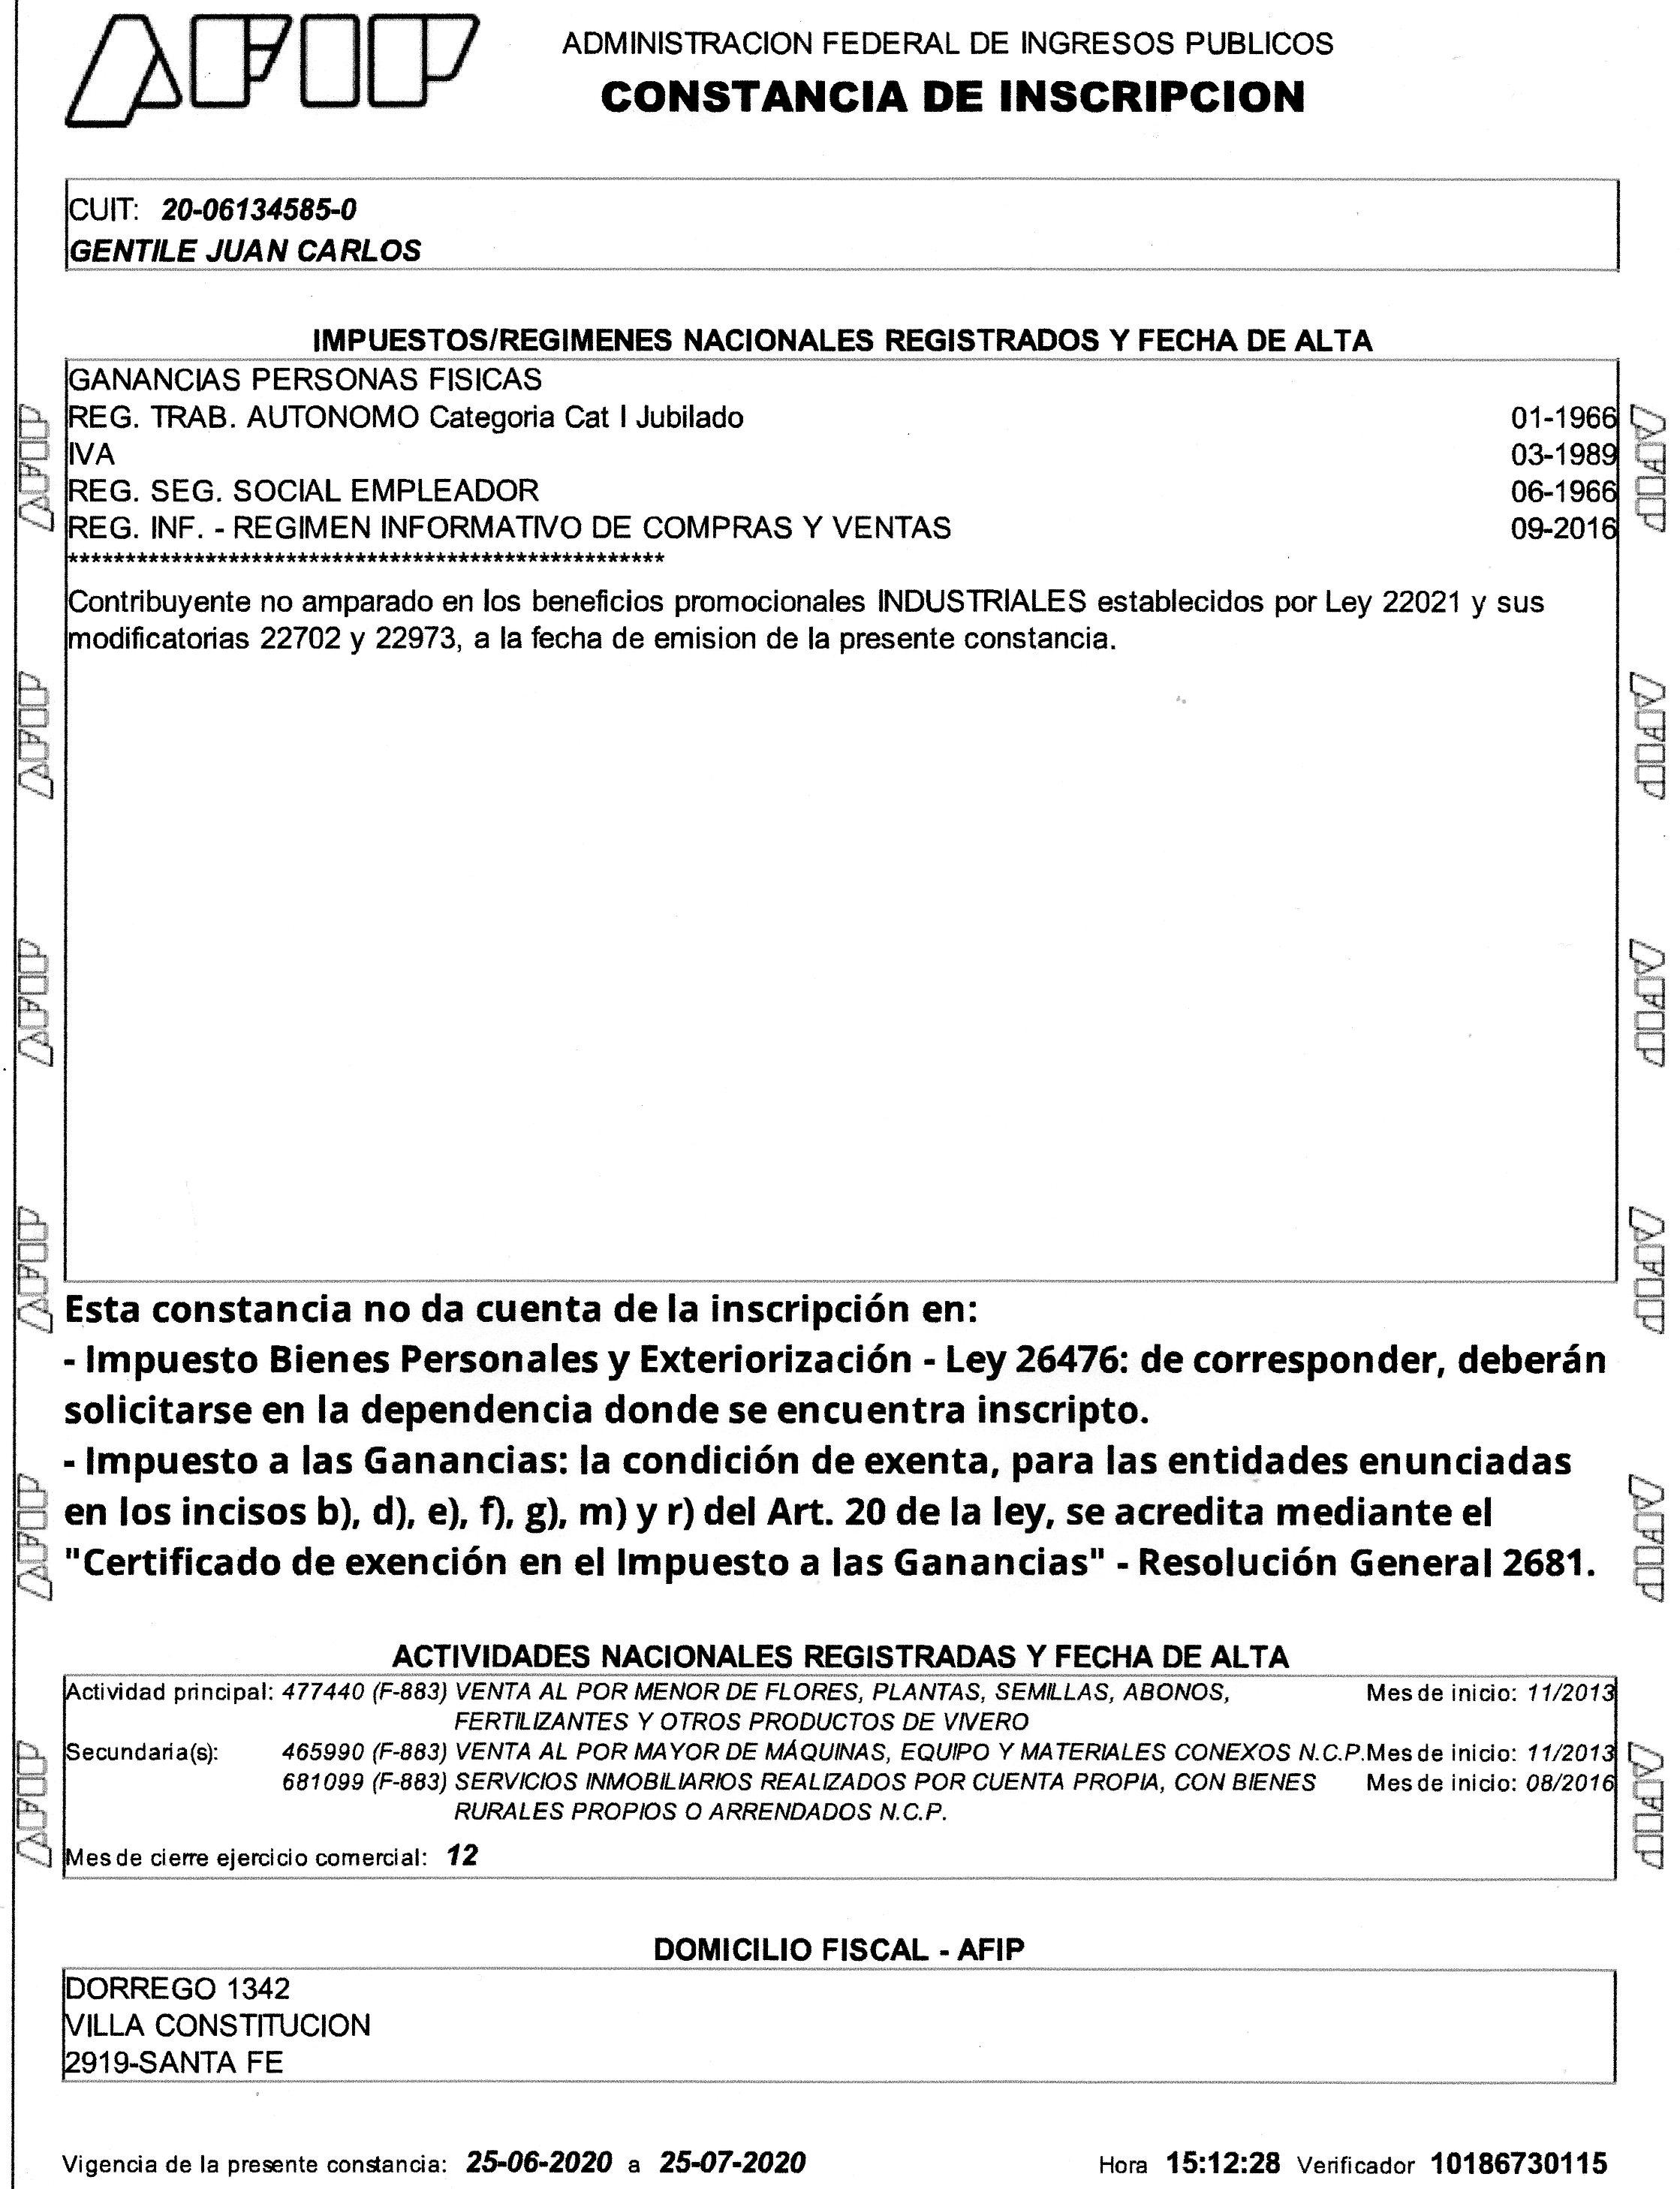 AFIP
ADMINISTRACION FEDERAL DE INGRESOS PUBLICOS
CONSTANCIA DE INSCRIPCION
CUIT: 20-06134585-0
GENTILE JUAN CARLOS
IMPUESTOS/REGIMENES NACIONALES REGISTRADOS Y FECHA DE ALTA
GANANCIAS PERSONAS FISICAS
REG. TRAB. AUTONOMO Categoria Cat I Jubilado 01-1966
IVA 03-1989
REG. SEG. SOCIAL EMPLEADOR 06-1966
REG. INF. - REGIMEN INFORMATIVO DE COMPRAS Y VENTAS 09-2016
****************************************************
Contribuyente no amparado en los beneficios promocionales INDUSTRIALES establecidos por Ley 22021 y sus
modificatorias 22702 y 22973, a la fecha de emision de la presente constancia.
AFIP AFIP
AFIP AFIP
AFIP AFIP
AFIP AFIP
AFIP AFIP
AFIP AFIP
Esta constancia no da cuenta de la inscripción en:
- Impuesto Bienes Personales y Exteriorización - Ley 26476: de corresponder, deberán
solicitarse en la dependencia donde se encuentra inscripto.
- Impuesto a las Ganancias: la condición de exenta, para las entidades enunciadas
en los incisos b), d), e), f), g), m) y r) del Art. 20 de la ley, se acredita mediante el
"Certificado de exención en el Impuesto a las Ganancias" - Resolución General 2681.
ACTIVIDADES NACIONALES REGISTRADAS Y FECHA DE ALTA
Actividad principal: 477440 (F-883) VENTA AL POR MENOR DE FLORES, PLANTAS, SEMILLAS, ABONOS, Mes de inicio: 11/2013
FERTILIZANTES Y OTROS PRODUCTOS DE VIVERO
Secundaria(s): 465990 (F-883) VENTA AL POR MAYOR DE MÁQUINAS, EQUIPO Y MATERIALES CONEXOS N.C.P. Mes de inicio: 11/2013
681099 (F-883) SERVICIOS INMOBILIARIOS REALIZADOS POR CUENTA PROPIA, CON BIENES Mes de inicio: 08/2016
RURALES PROPIOS O ARRENDADOS N.C.P.
Mes de cierre ejercicio comercial: 12
DOMICILIO FISCAL - AFIP
DORREGO 1342
VILLA CONSTITUCION
2919-SANTA FE
Vigencia de la presente constancia: 25-06-2020 a 25-07-2020 Hora 15:12:28 Verificador 10186730115